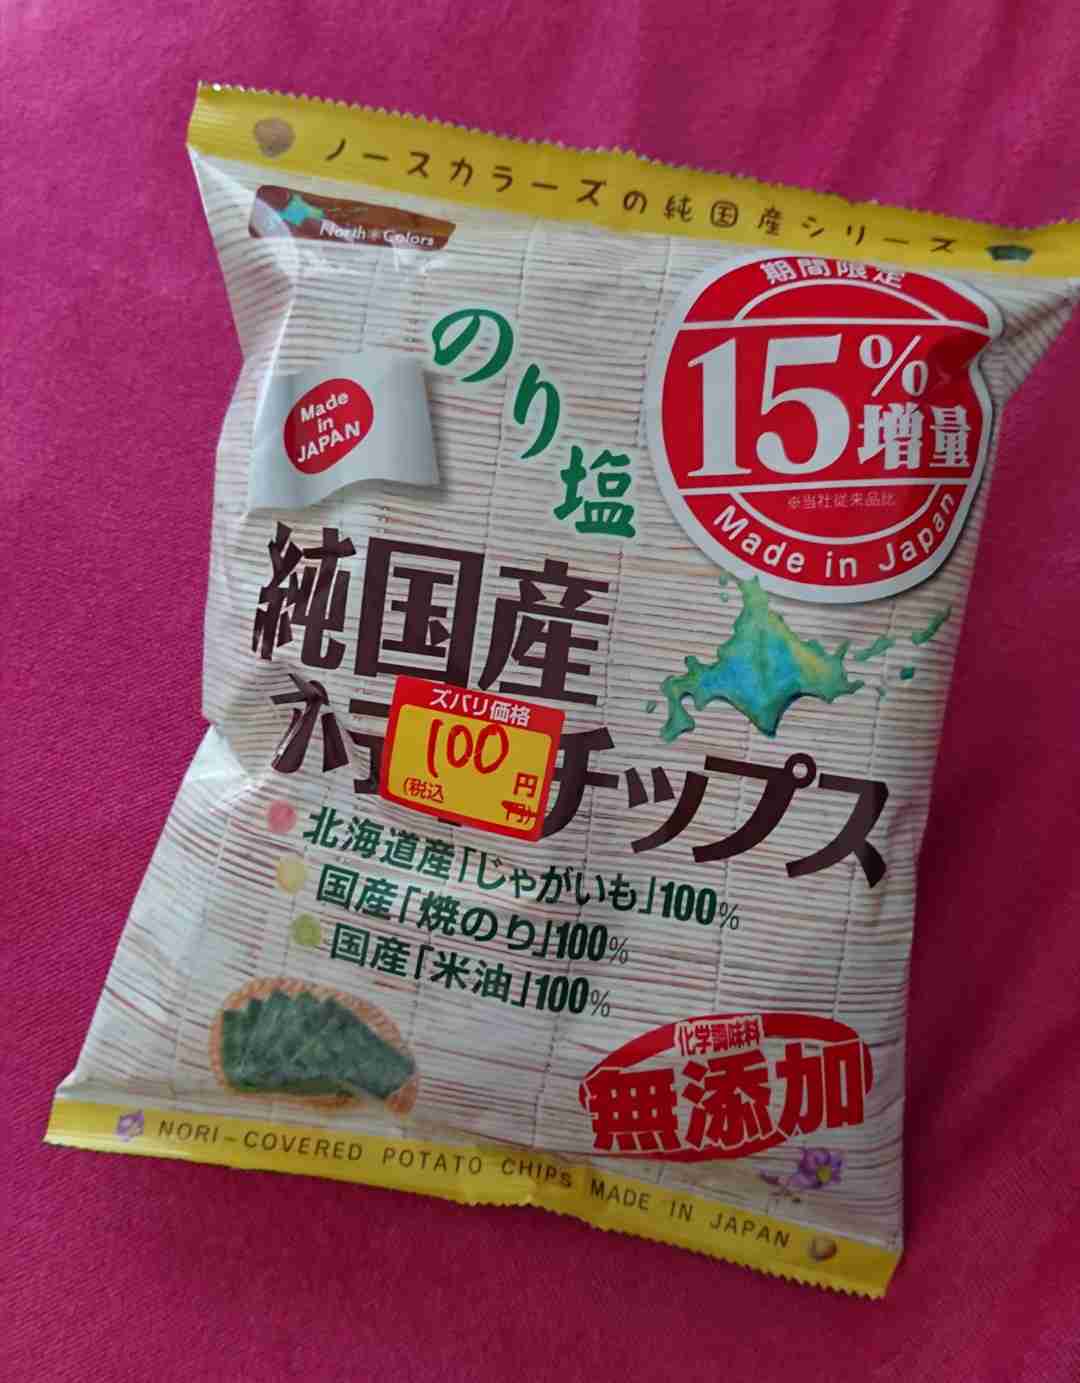 ノースカラーズの純国産シリーズ
North Colors
期間限定
15%増量
※当社従来品比
Made in Japan
のり塩
Made
in
JAPAN
純国産
ポテトチップス
ズバリ価格
100円
(税込 円)
北海道産「じゃがいも」100%
国産「焼のり」100%
国産「米油」100%
化学調味料
無添加
NORI-COVERED POTATO CHIPS MADE IN JAPAN